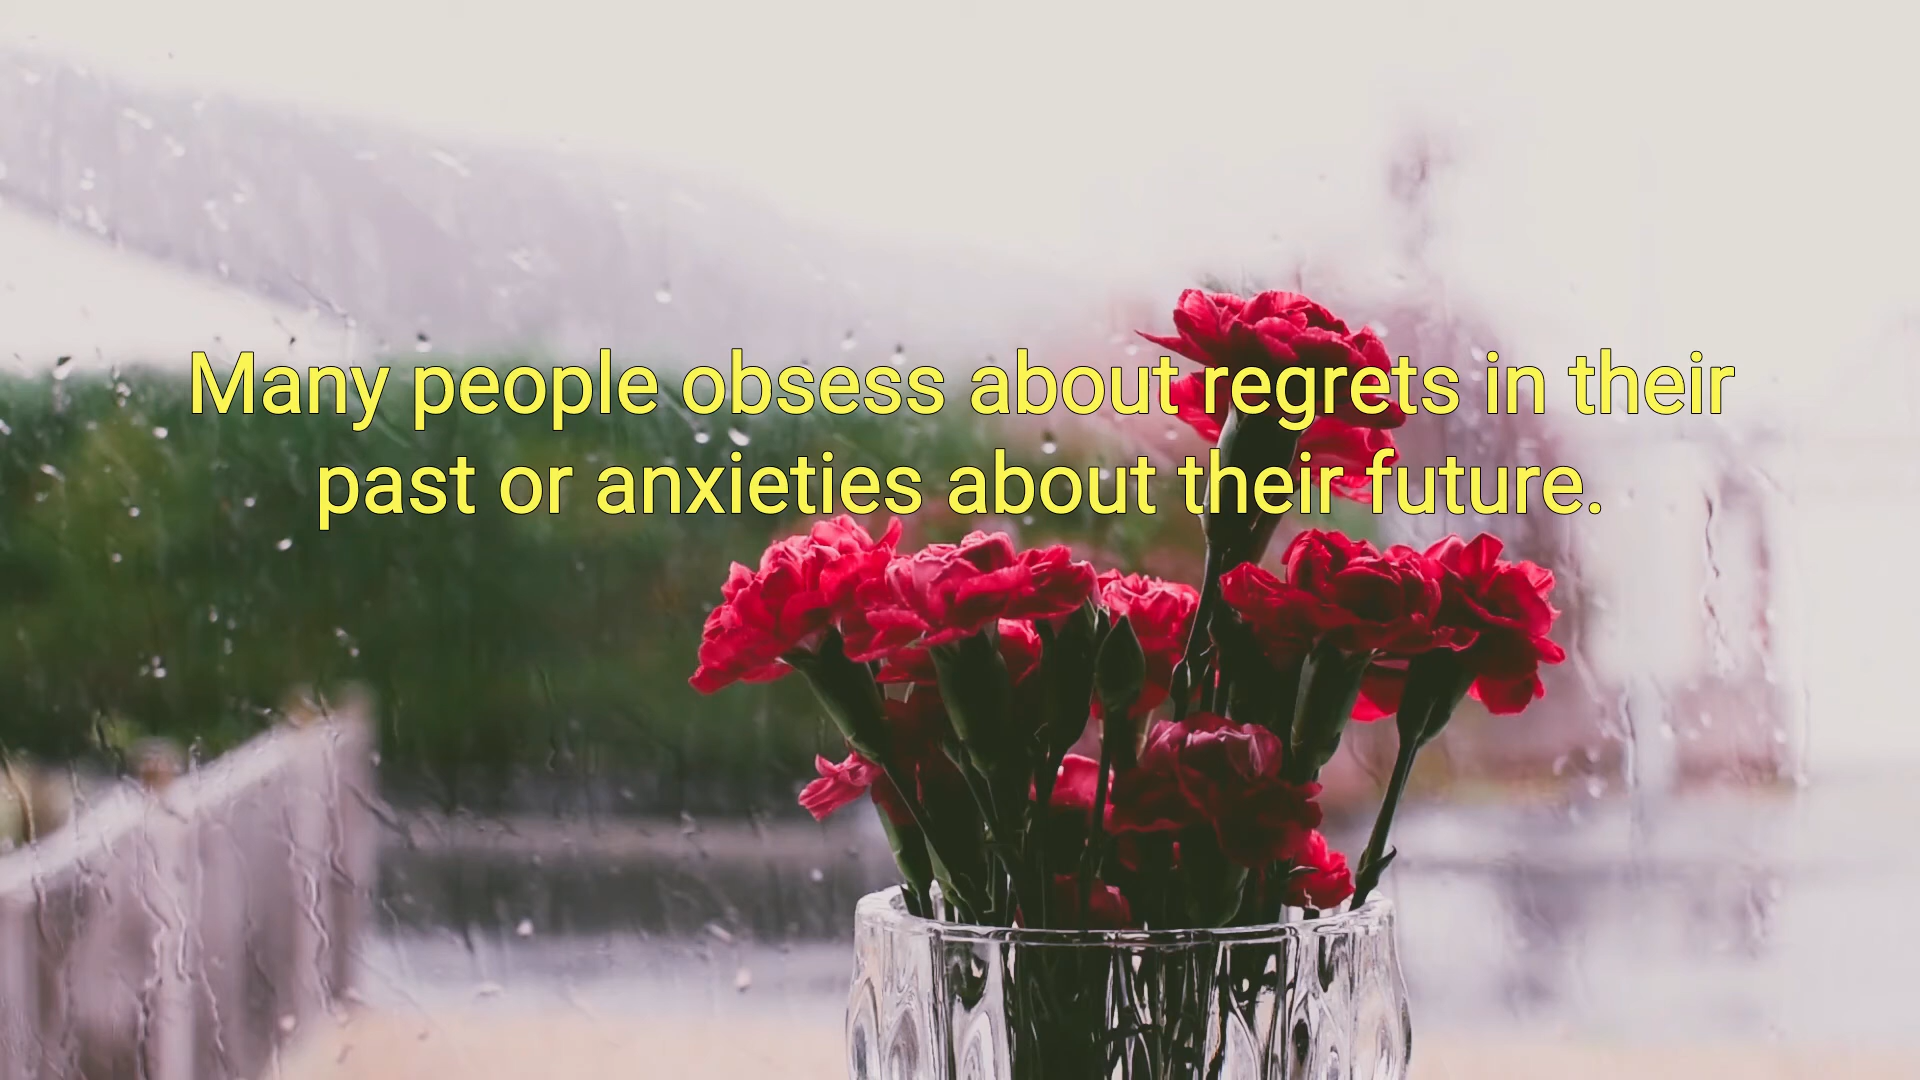 Many people obsess about regrets in their
past or anxieties about their future.